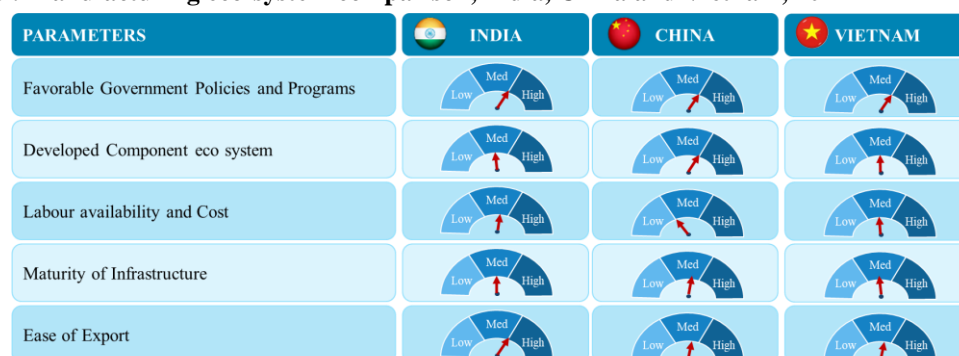 PARAMETERS INDIA CHINA VIETNAM
Favorable Government Policies and Programs
Med Med Med
Low High Low High Low High
Developed Component eco system
Med Med Med
Low High Low High Low High
Labour availability and Cost
Med Med Med
Low High Low High Low High
Maturity of Infrastructure
Med Med Med
Low High Low High Low High
Ease of Export
Med Med Med
Low High Low High Low High